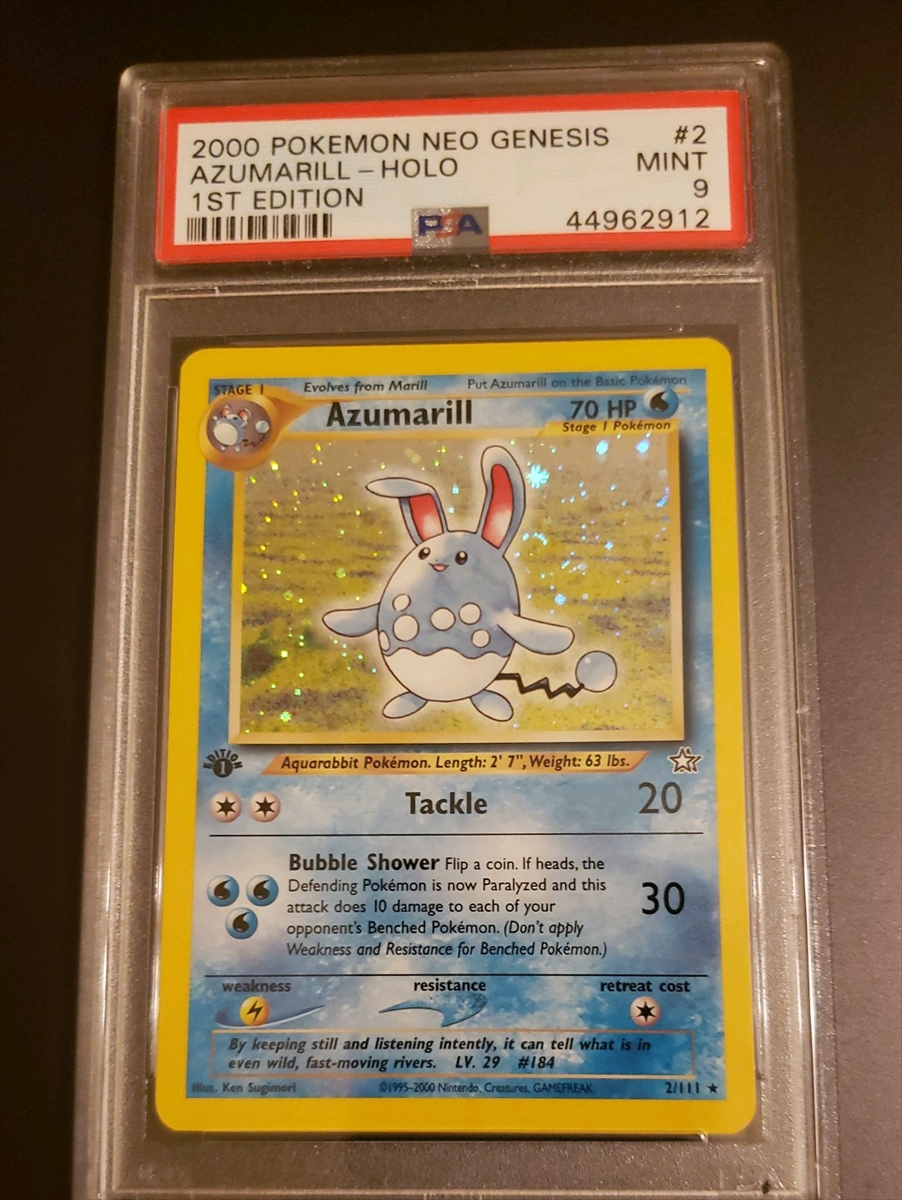 2000 POKEMON NEO GENESIS #2
AZUMARILL – HOLO MINT
1ST EDITION 9
PSA 44962912
STAGE 1 Evolves from Marill Put Azumarill on the Basic Pokémon
Azumarill 70 HP
Stage 1 Pokémon
EDITION
1
Aquarabbit Pokémon. Length: 2' 7", Weight: 63 lbs.
Tackle 20
Bubble Shower Flip a coin. If heads, the
Defending Pokémon is now Paralyzed and this
attack does 10 damage to each of your
opponent's Benched Pokémon. (Don't apply
Weakness and Resistance for Benched Pokémon.)
30
weakness resistance retreat cost
By keeping still and listening intently, it can tell what is in
even wild, fast-moving rivers. LV. 29 #184
Illus. Ken Sugimori ©1995-2000 Nintendo, Creatures, GAMEFREAK. 2/111 ★